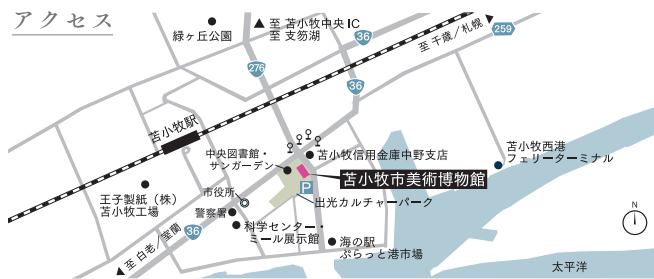 アクセス
緑ヶ丘公園
至 苫小牧中央IC
至 支笏湖
36
至 千歳／札幌
259
276
36
苫小牧駅
中央図書館・
サンガーデン
苫小牧信用金庫中野支店
苫小牧西港
フェリーターミナル
苫小牧市美術博物館
P
王子製紙（株）
苫小牧工場
市役所
出光カルチャーパーク
警察署
36
科学センター・
ミール展示館
海の駅
ぷらっと港市場
至 白老／室蘭
N
太平洋